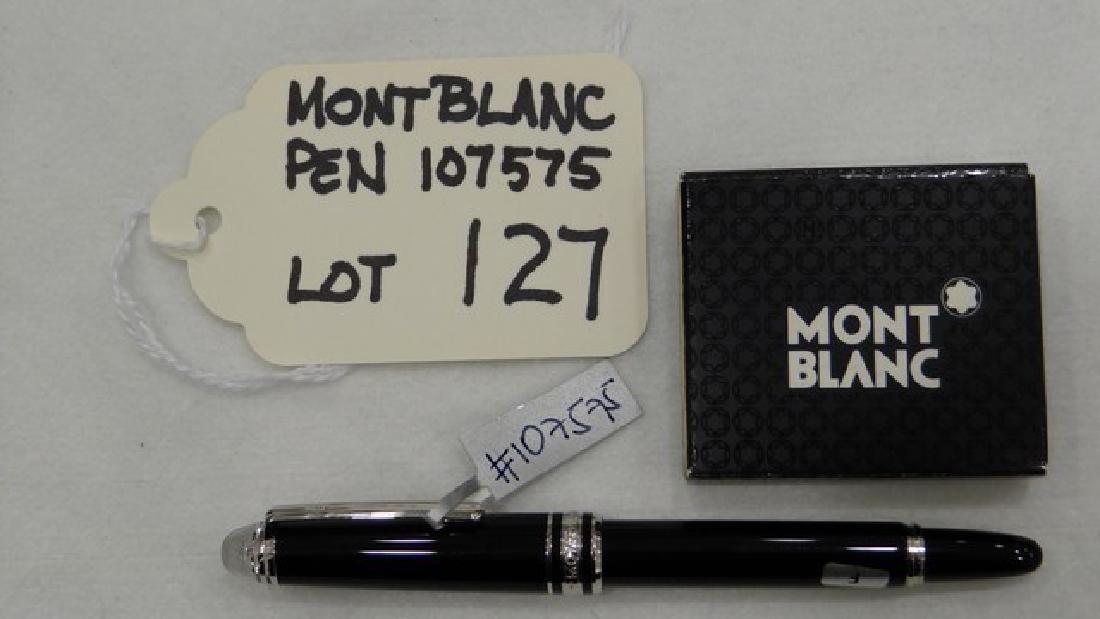 MONTBLANC
PEN 107575
LOT 127
#107575
MONT
BLANC
F